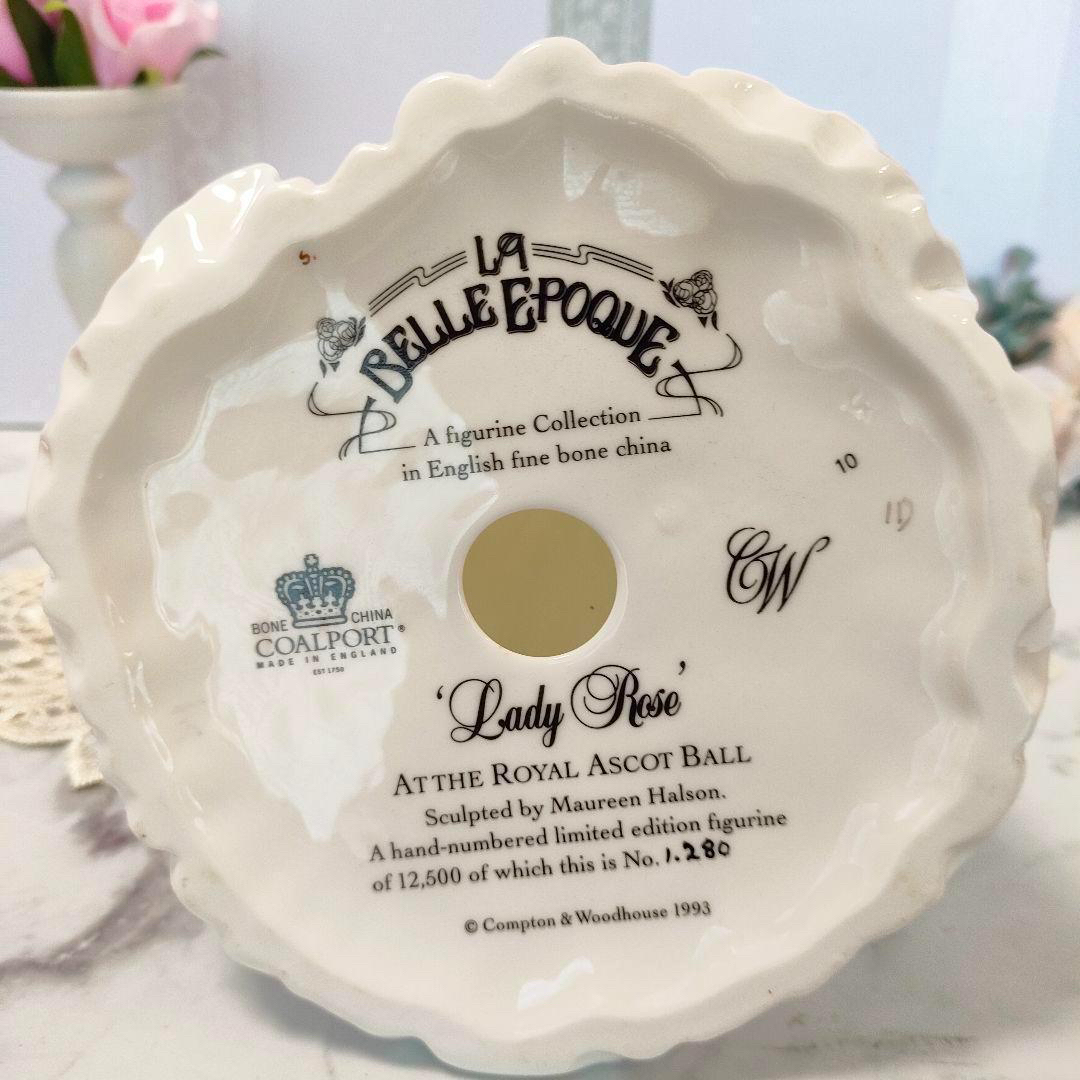 s.
LA
BELLE EPOQUE
A figurine Collection
in English fine bone china
10
CW
BONE CHINA
COALPORT®
MADE IN ENGLAND
EST 1750
‘Lady Rose’
AT THE ROYAL ASCOT BALL
Sculpted by Maureen Halson.
A hand-numbered limited edition figurine
of 12,500 of which this is No. 1.280
© Compton & Woodhouse 1993